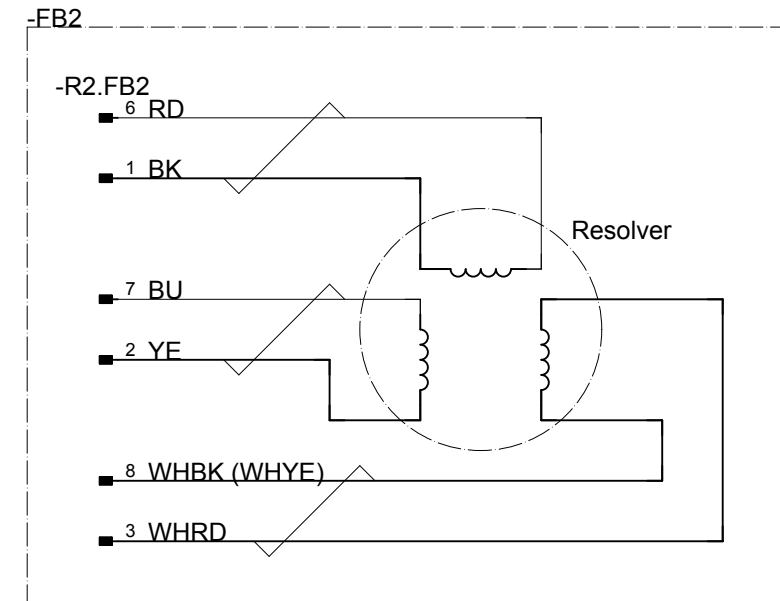 -FB2
-R2.FB2
6 RD
1 BK
Resolver
7 BU
2 YE
8 WHBK (WHYE)
3 WHRD